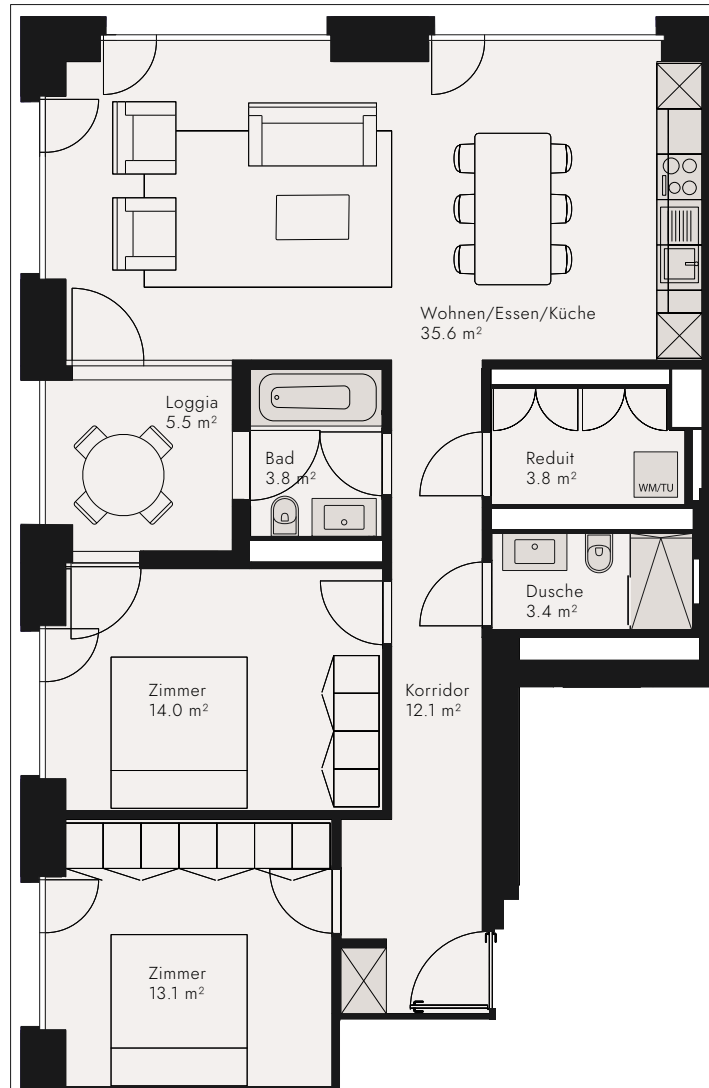 Wohnen/Essen/Küche
35.6 m²
Loggia
5.5 m²
Bad
3.8 m²
Reduit
3.8 m²
WM/TU
Dusche
3.4 m²
Zimmer
14.0 m²
Korridor
12.1 m²
Zimmer
13.1 m²